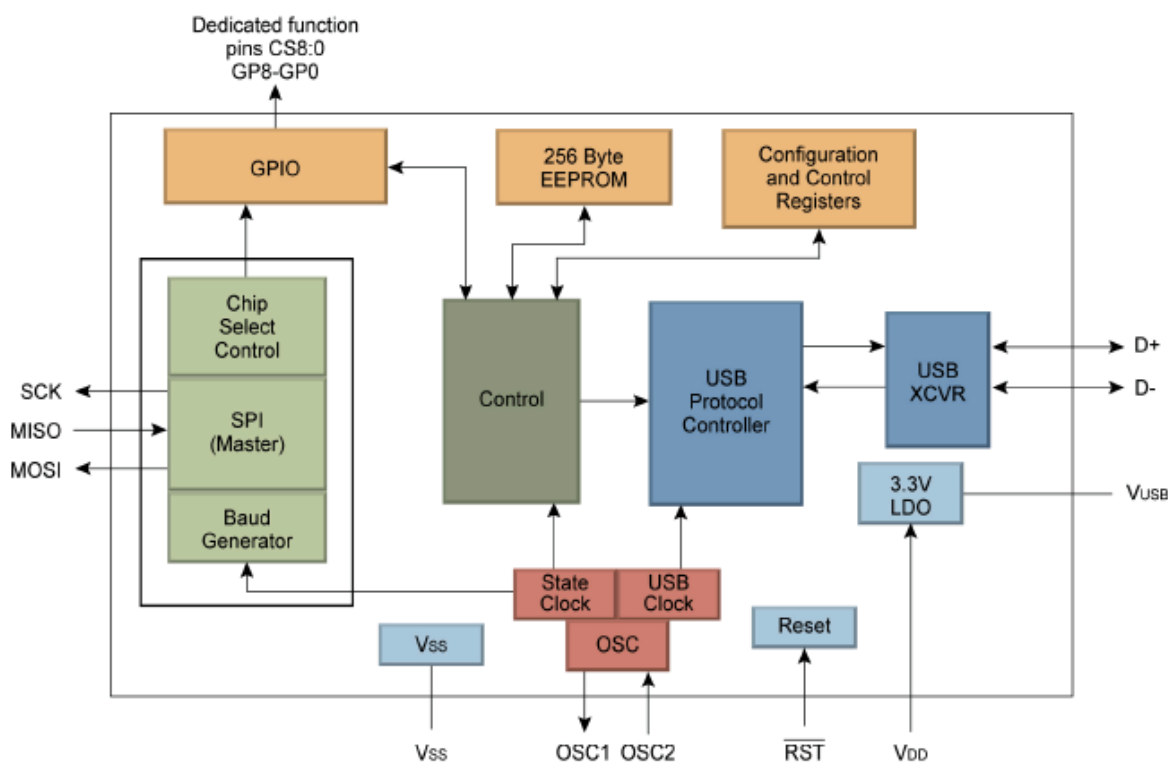 Dedicated function
pins CS8:0
GP8-GP0
GPIO
256 Byte
EEPROM
Configuration
and Control
Registers
Chip
Select
Control
SCK
MISO
MOSI
SPI
(Master)
Baud
Generator
Control
USB
Protocol
Controller
USB
XCVR
D+
D-
3.3V
LDO
VUSB
State
Clock
USB
Clock
OSC
Reset
VSS
VSS
OSC1
OSC2
RST
VDD